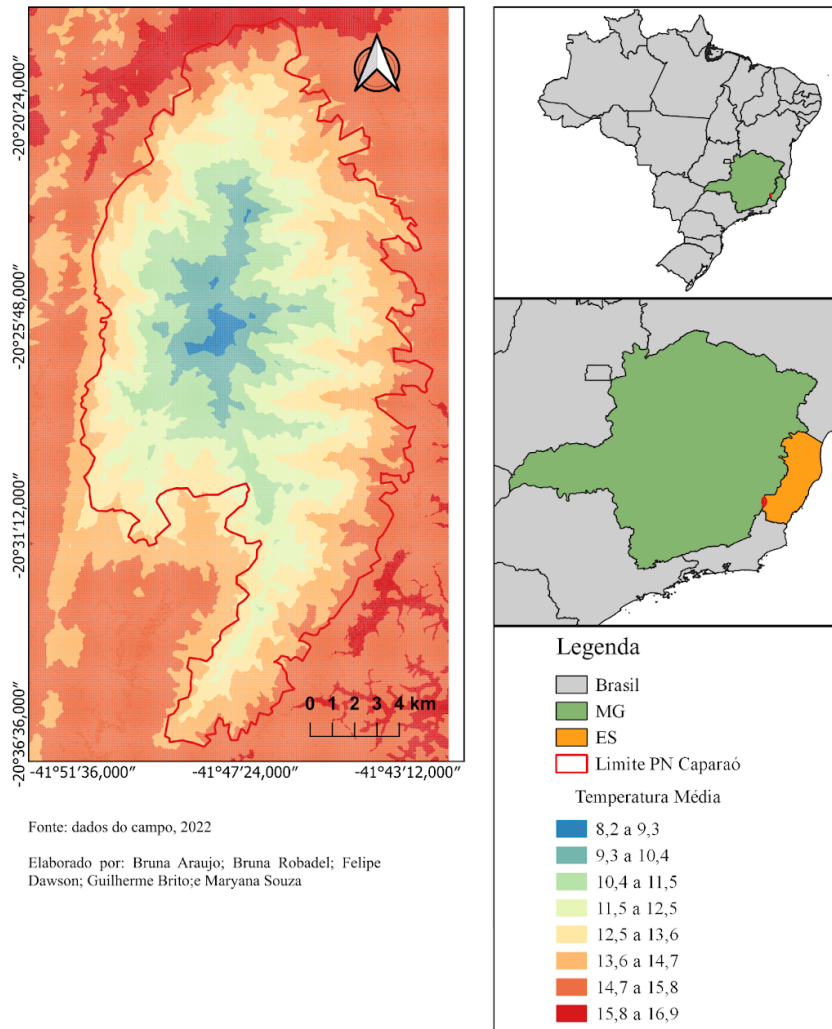 -20°20′24,000″
-20°25′48,000″
-20°31′12,000″
-20°36′36,000″
0 1 2 3 4 km
-41°51′36,000″ -41°47′24,000″ -41°43′12,000″
Fonte: dados do campo, 2022
Elaborado por: Bruna Araujo; Bruna Robadel; Felipe
Dawson; Guilherme Brito;e Maryana Souza
Legenda
Brasil
MG
ES
Limite PN Caparaó
Temperatura Média
8,2 a 9,3
9,3 a 10,4
10,4 a 11,5
11,5 a 12,5
12,5 a 13,6
13,6 a 14,7
14,7 a 15,8
15,8 a 16,9